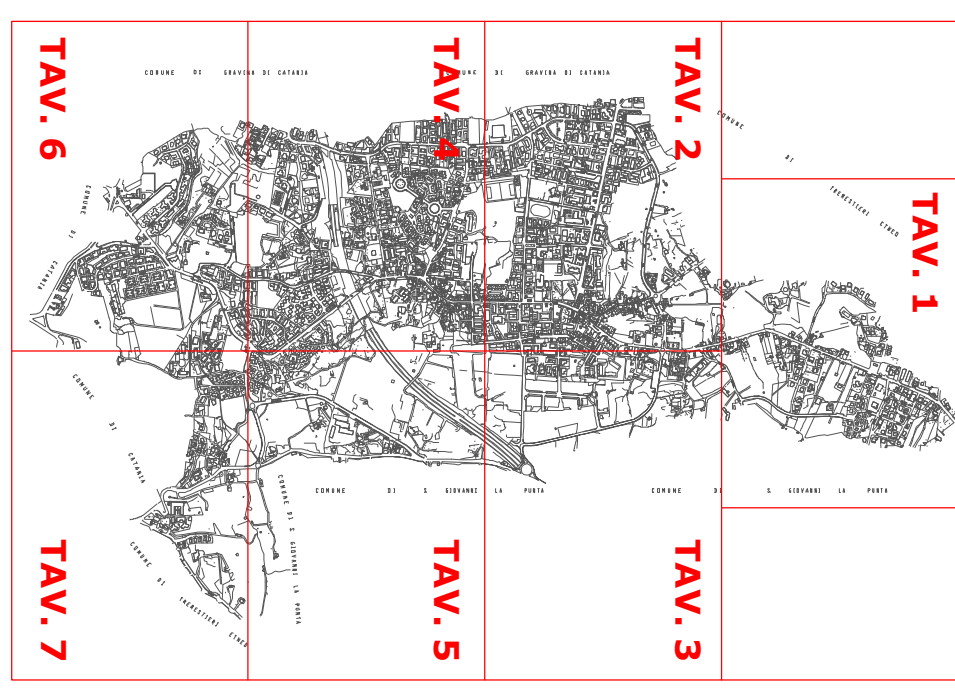 TAV. 6
TAV. 4
TAV. 2
TAV. 1
TAV. 7
TAV. 5
TAV. 3
COMUNE DI GRAVINA DI CATANIA
COMUNE DI GRAVINA DI CATANIA
COMUNE DI TREMESTIERI ETNEO
COMUNE DI CATANIA
COMUNE DI CATANIA
COMUNE DI TREMESTIERI ETNEO
COMUNE DI S GIOVANNI LA PUNTA
COMUNE DI S GIOVANNI LA PUNTA
COMUNE DI S. GIOVANNI LA PUNTA